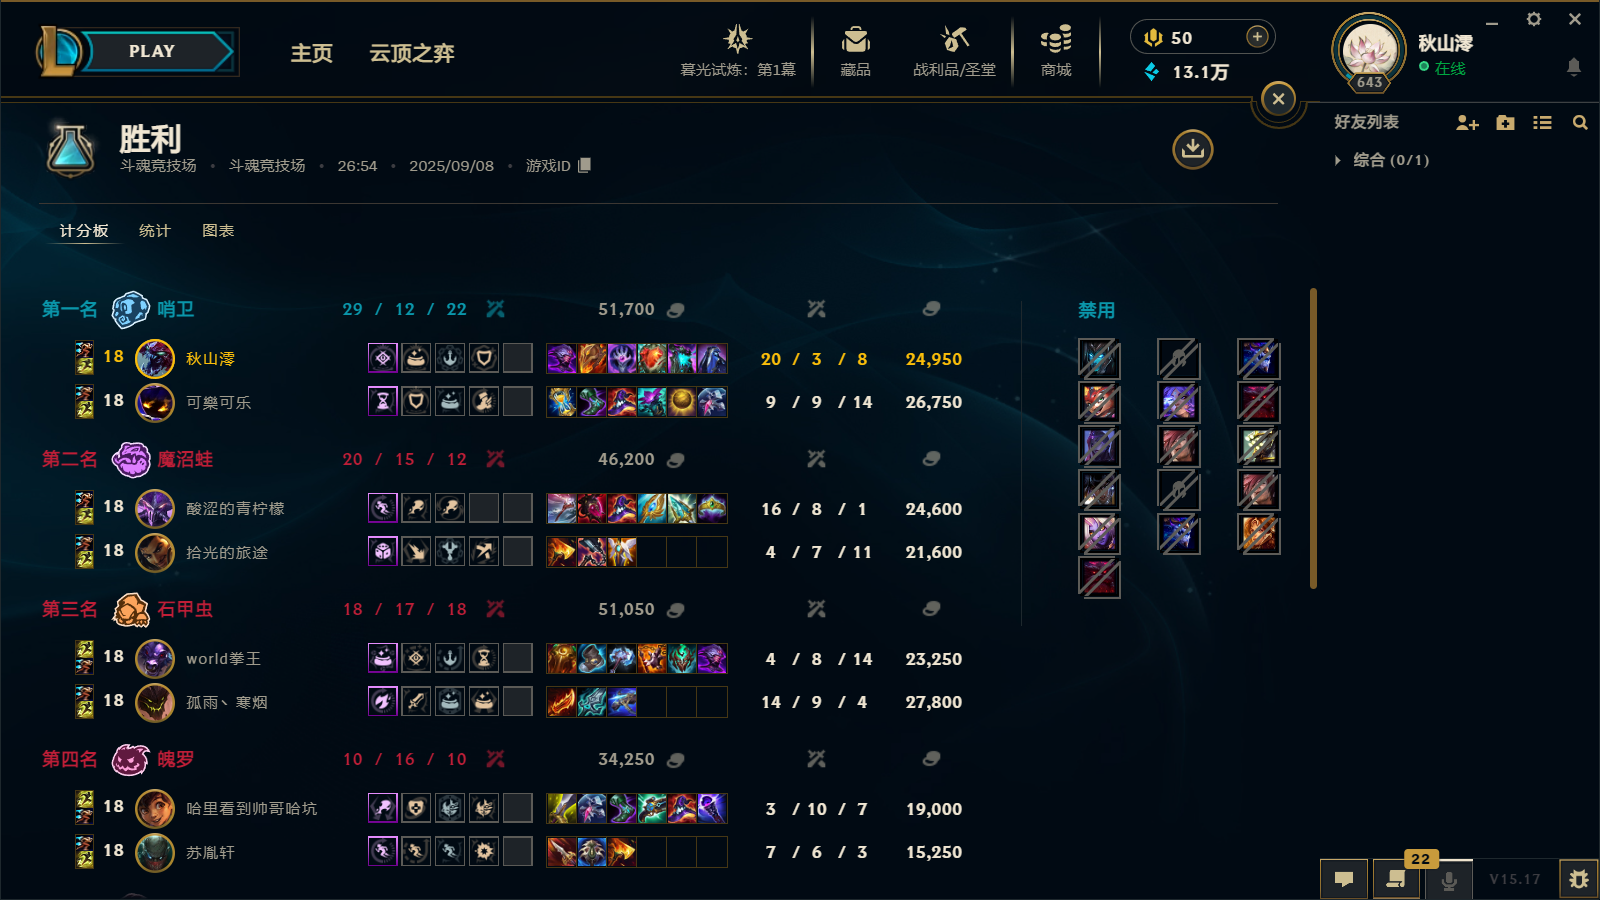 PLAY
主页
云顶之弈
暮光试炼：第1幕
藏品
战利品/圣堂
商城
50
13.1万
643
秋山澪
在线
好友列表
综合 (0/1)
胜利
斗魂竞技场 • 斗魂竞技场 • 26:54 • 2025/09/08 • 游戏ID
计分板 统计 图表
第一名 哨卫 29 / 12 / 22 51,700
18 秋山澪 20 / 3 / 8 24,950
18 可樂可乐 9 / 9 / 14 26,750
第二名 魔沼蛙 20 / 15 / 12 46,200
18 酸涩的青柠檬 16 / 8 / 1 24,600
18 拾光的旅途 4 / 7 / 11 21,600
第三名 石甲虫 18 / 17 / 18 51,050
18 world拳王 4 / 8 / 14 23,250
18 孤雨丶寒烟 14 / 9 / 4 27,800
第四名 魄罗 10 / 16 / 10 34,250
18 哈里看到帅哥哈坑 3 / 10 / 7 19,000
18 苏胤轩 7 / 6 / 3 15,250
禁用
22
V15.17